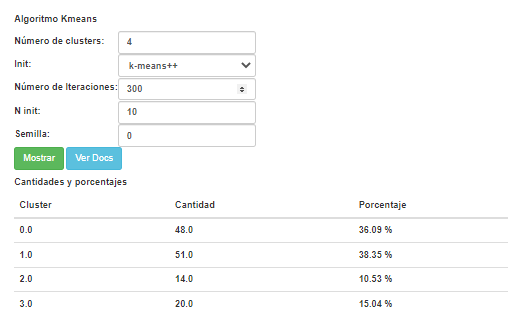 Algoritmo Kmeans
Número de clusters: 4
Init: k-means++
Número de Iteraciones: 300
N init: 10
Semilla: 0
Mostrar Ver Docs
Cantidades y porcentajes
Cluster Cantidad Porcentaje
0.0 48.0 36.09 %
1.0 51.0 38.35 %
2.0 14.0 10.53 %
3.0 20.0 15.04 %